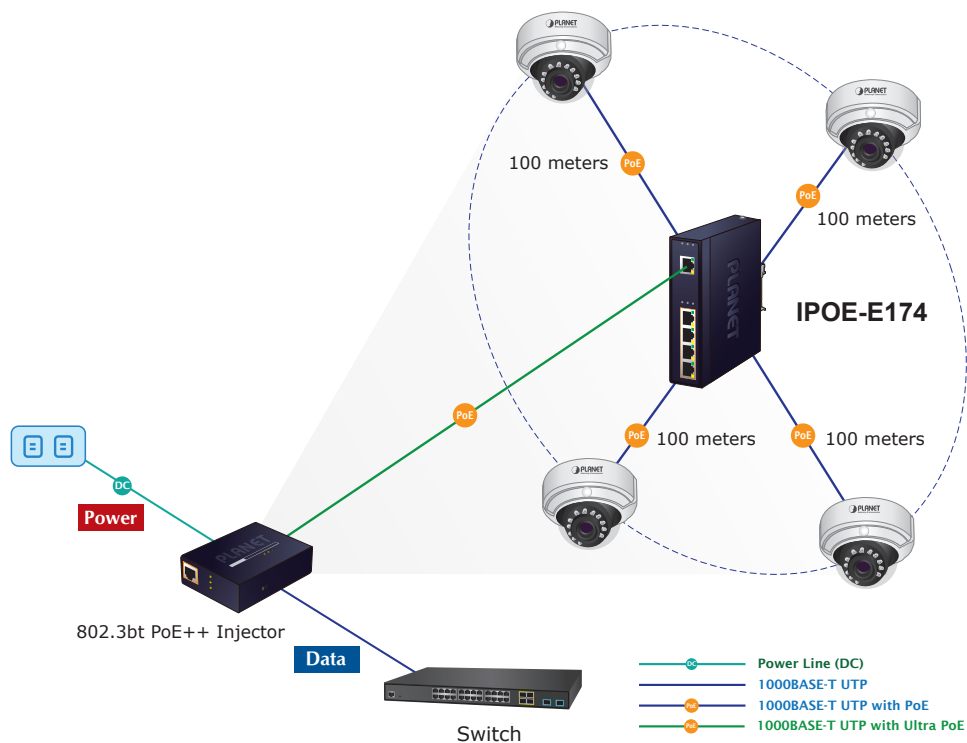 PLANET
PLANET
100 meters
PoE
PoE
100 meters
PLANET
IPOE-E174
PoE
PoE
100 meters
PoE
100 meters
PLANET
DC
Power
PLANET
PLANET
802.3bt PoE++ Injector
Data
Switch
DC
Power Line (DC)
1000BASE-T UTP
PoE
1000BASE-T UTP with PoE
PoE
1000BASE-T UTP with Ultra PoE